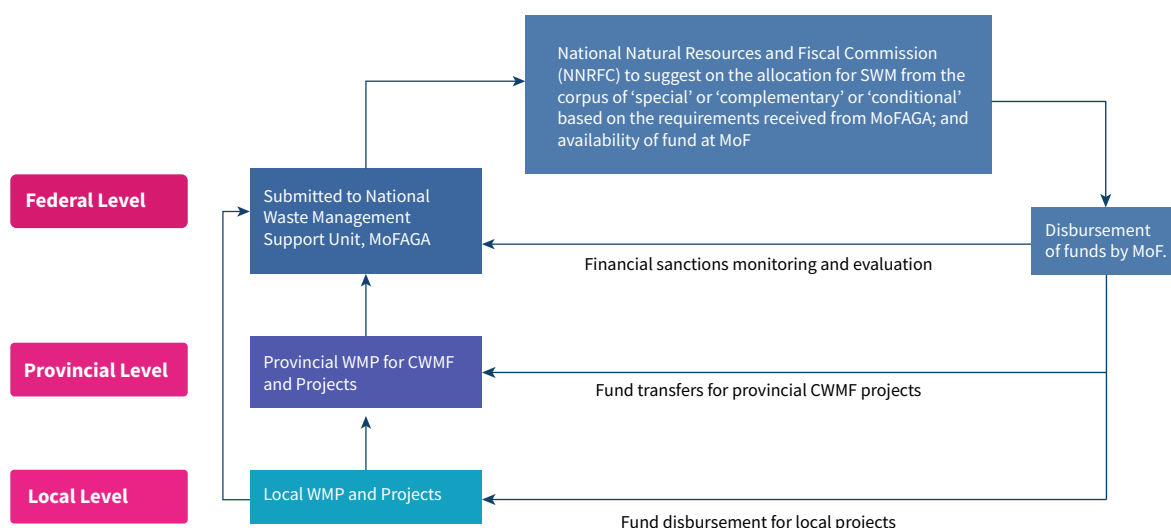 National Natural Resources and Fiscal Commission
(NNRFC) to suggest on the allocation for SWM from the
corpus of ‘special’ or ‘complementary’ or ‘conditional’
based on the requirements received from MoFAGA; and
availability of fund at MoF
Federal Level
Submitted to National
Waste Management
Support Unit, MoFAGA
Disbursement
of funds by MoF.
Financial sanctions monitoring and evaluation
Provincial Level
Provincial WMP for CWMF
and Projects
Fund transfers for provincial CWMF projects
Local Level
Local WMP and Projects
Fund disbursement for local projects